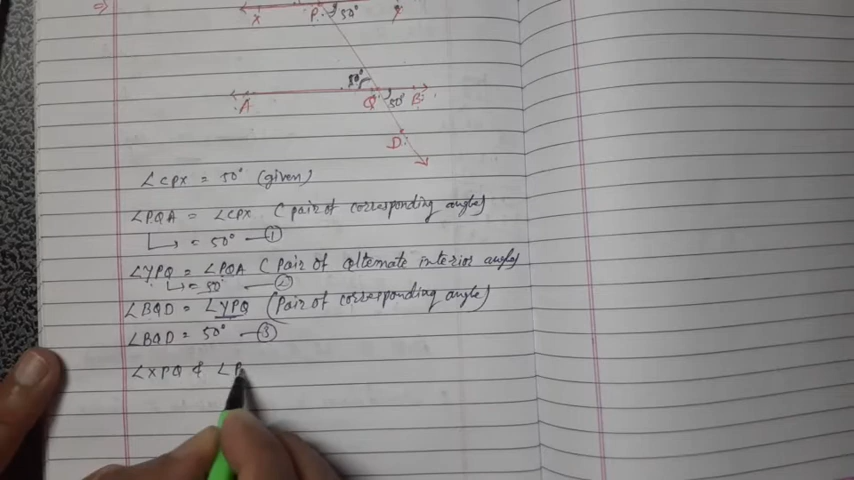 ⇒)
X P 50° Y
50°
A Q 50° B
D
∠CPX = 50° (given)
∠PQA = ∠CPX (pair of corresponding angles)
↳ = 50° — ①
∠YPQ = ∠PQA (Pair of alternate interior angles)
↳ = 50° — ②
∠BQD = ∠YPQ (Pair of corresponding angle)
∠BQD = 50° — ③
∠XPQ & ∠P